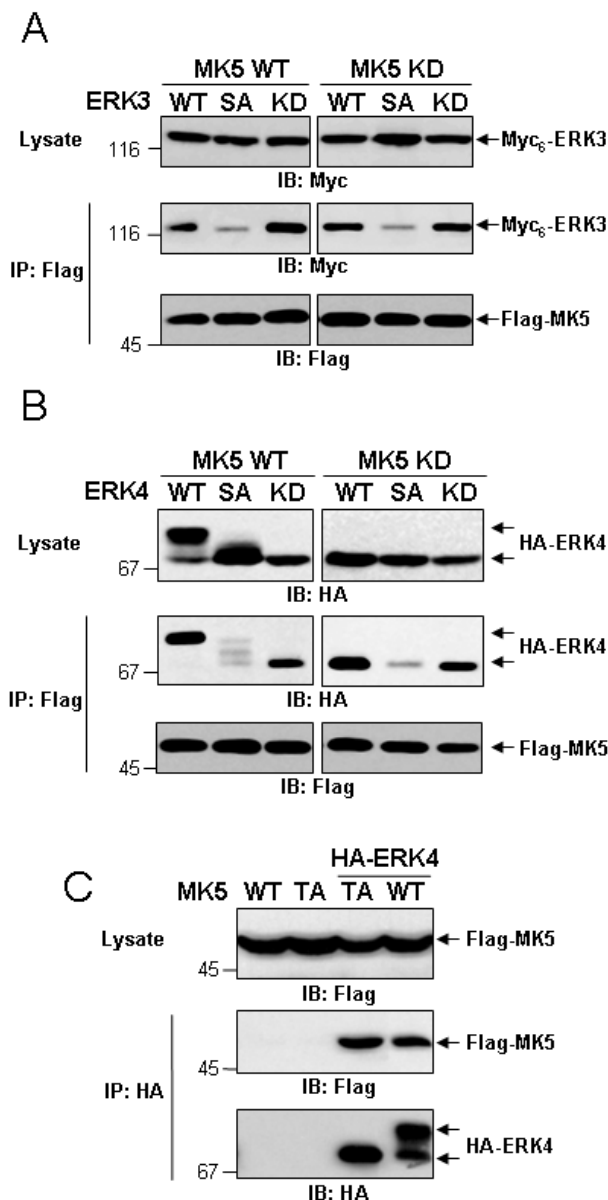 A
MK5 WT MK5 KD
ERK3 WT SA KD WT SA KD
Lysate 116 Myc₆-ERK3
IB: Myc
IP: Flag 116 Myc₆-ERK3
IB: Myc
45 Flag-MK5
IB: Flag
B
MK5 WT MK5 KD
ERK4 WT SA KD WT SA KD
Lysate 67 HA-ERK4
IB: HA
IP: Flag 67 HA-ERK4
IB: HA
45 Flag-MK5
IB: Flag
C
HA-ERK4
MK5 WT TA TA WT
Lysate 45 Flag-MK5
IB: Flag
IP: HA 45 Flag-MK5
IB: Flag
67 HA-ERK4
IB: HA